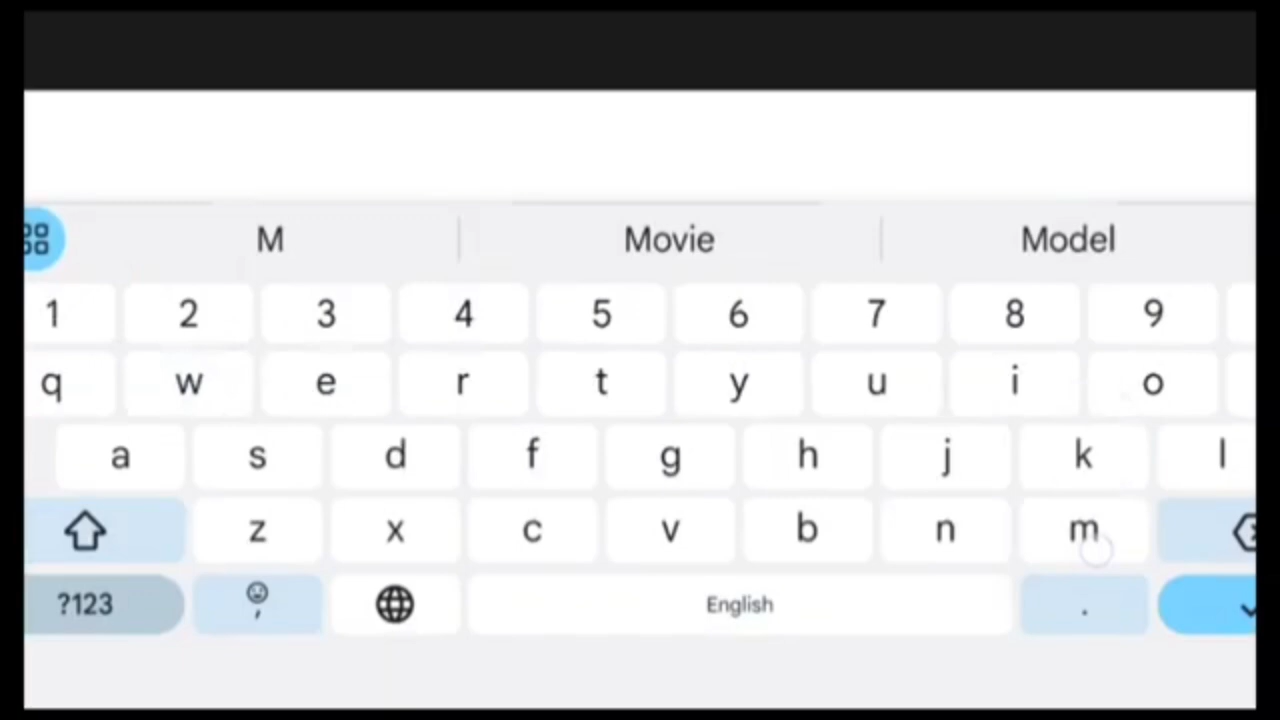 M Movie Model
1 2 3 4 5 6 7 8 9
q w e r t y u i o
a s d f g h j k l
z x c v b n m
?123 , English .